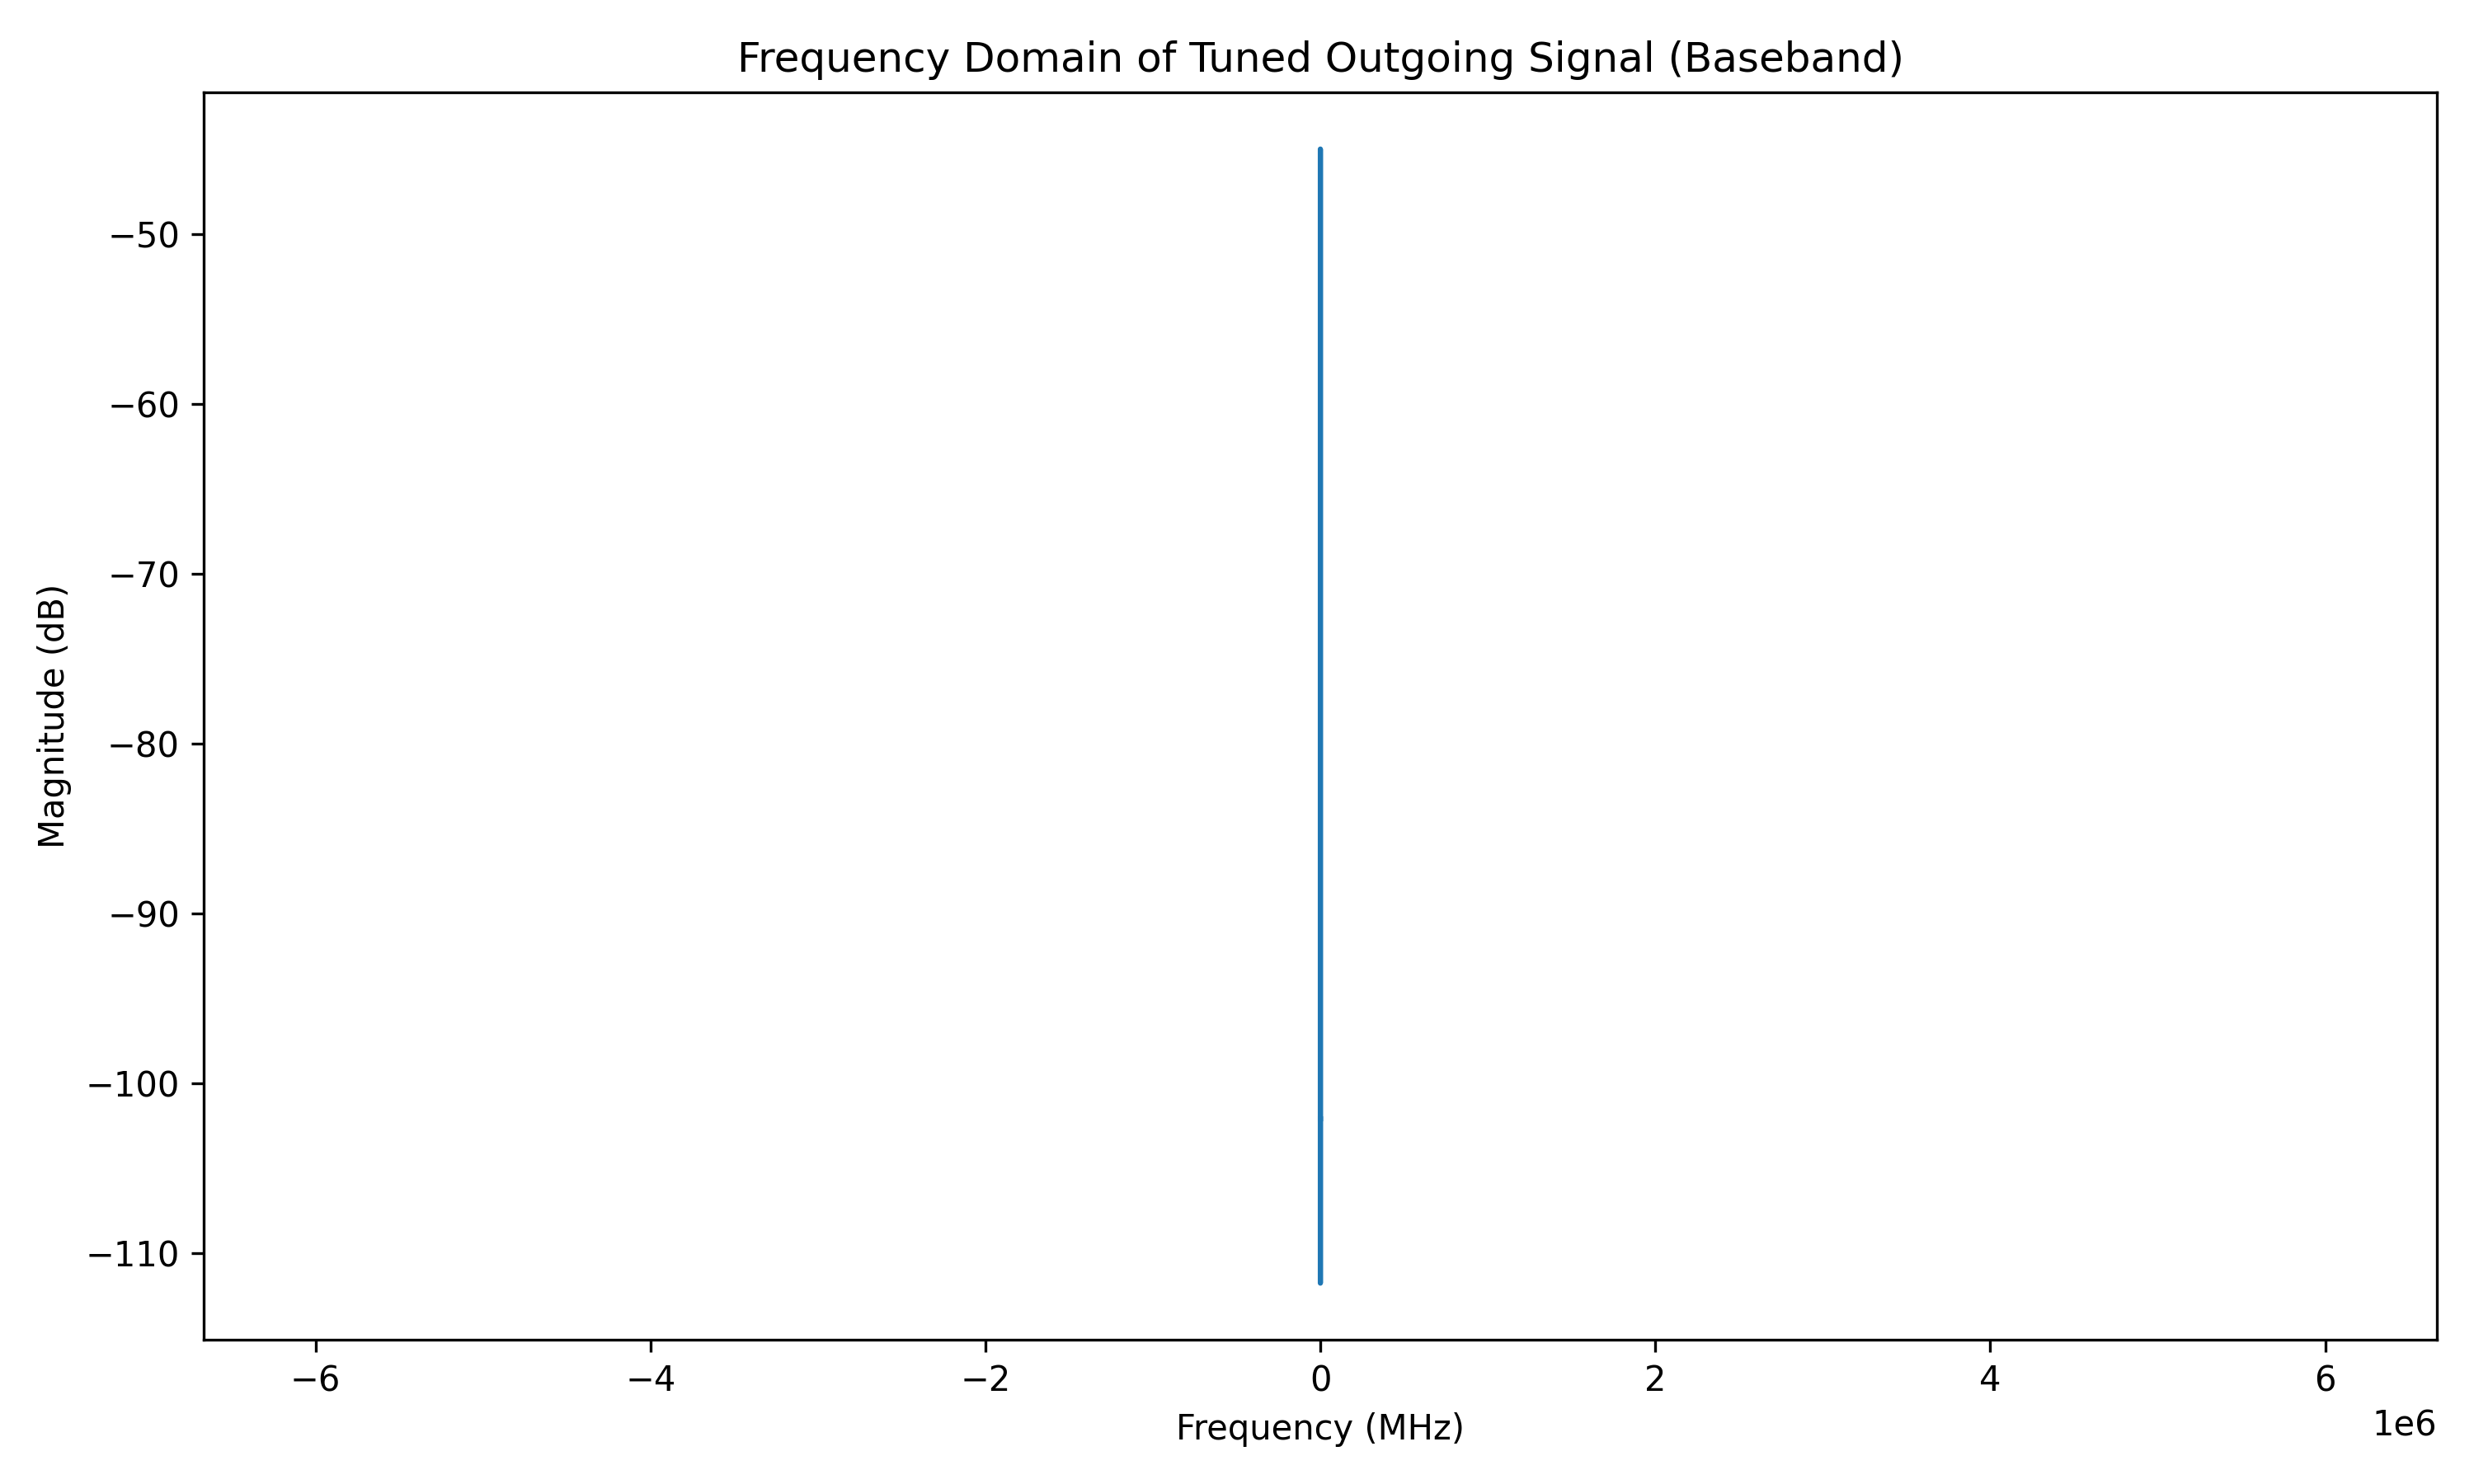 Frequency Domain of Tuned Outgoing Signal (Baseband)
Magnitude (dB)
−50
−60
−70
−80
−90
−100
−110
−6 −4 −2 0 2 4 6
Frequency (MHz)
1e6